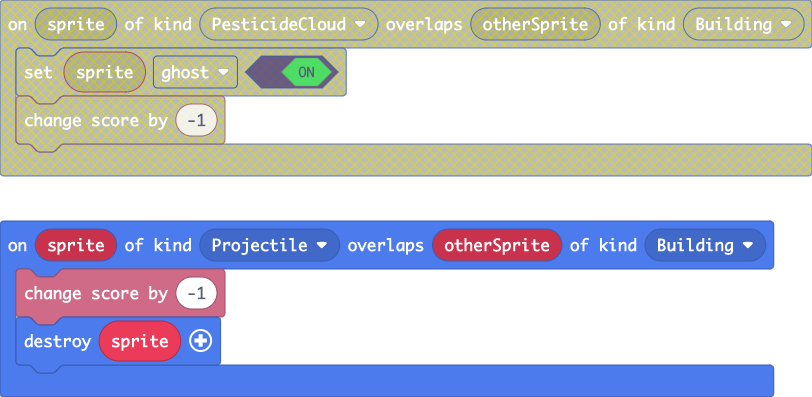 on sprite of kind PesticideCloud overlaps otherSprite of kind Building
set sprite ghost ON
change score by -1
on sprite of kind Projectile overlaps otherSprite of kind Building
change score by -1
destroy sprite